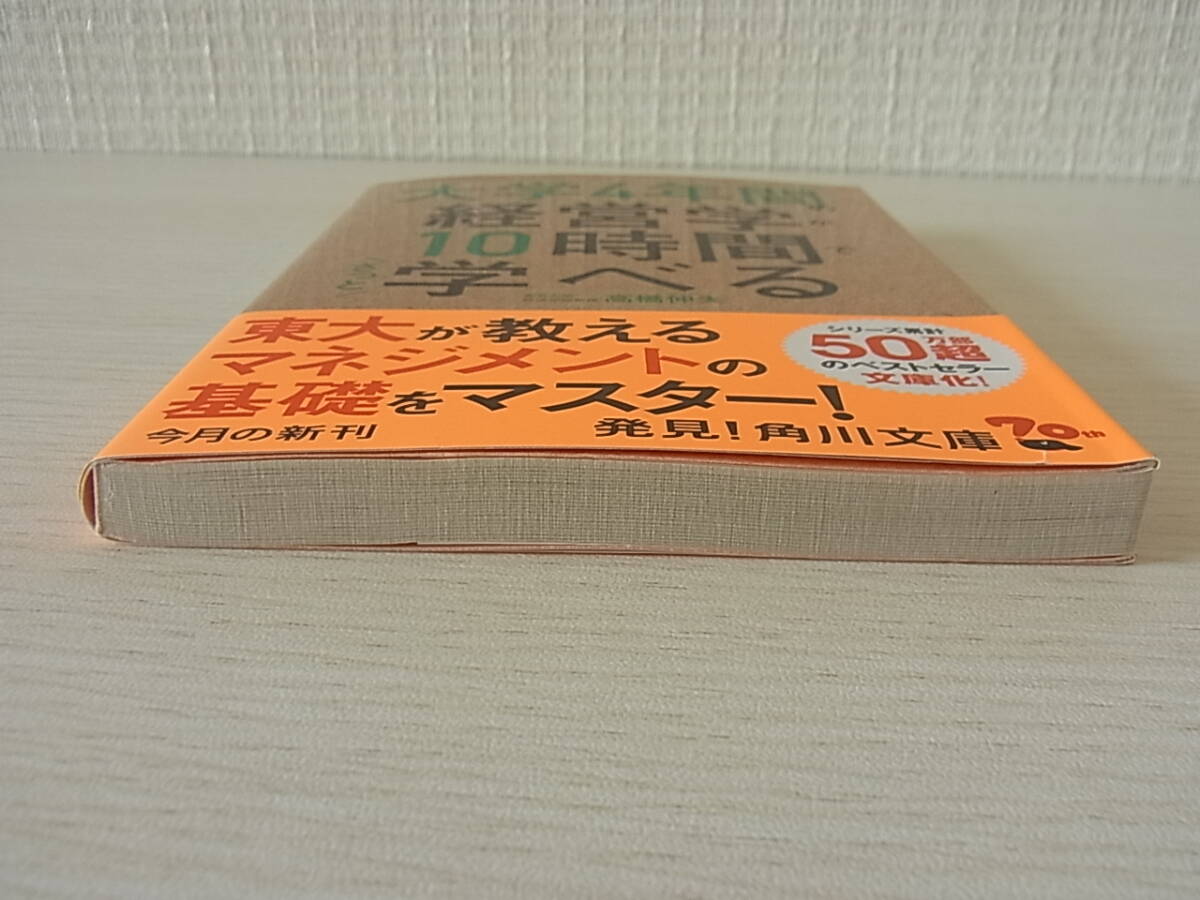 大学4年間の
経営学が
10時間で
ざっと学べる
高橋伸夫
東大が教える
マネジメントの
基礎をマスター!
シリーズ累計
50万部超
のベストセラー
文庫化!
今月の新刊
発見!角川文庫
70th